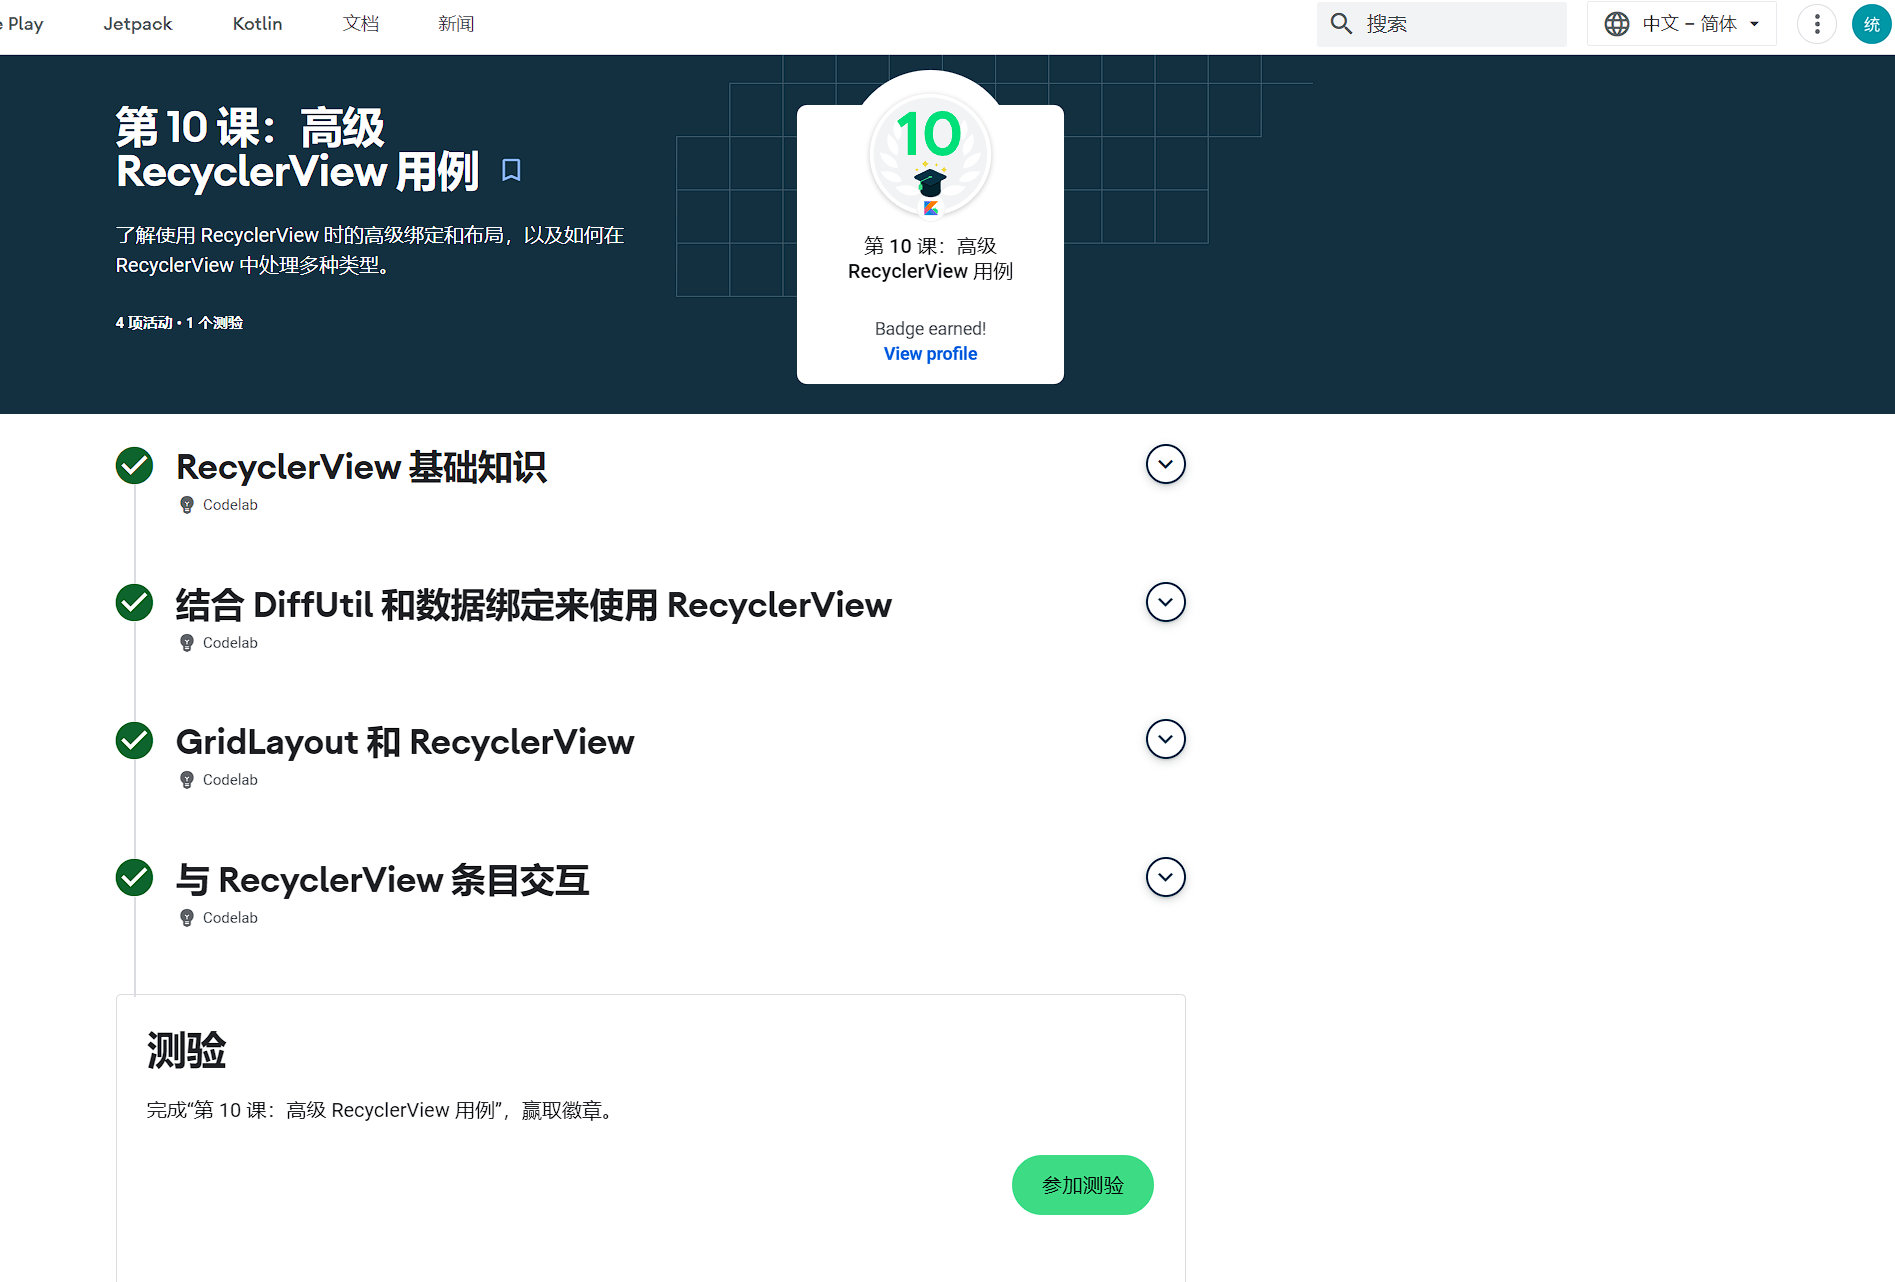 Play Jetpack Kotlin 文档 新闻 搜索 中文 – 简体 统
第 10 课：高级
RecyclerView 用例
了解使用 RecyclerView 时的高级绑定和布局，以及如何在
RecyclerView 中处理多种类型。
4 项活动 • 1 个测验
10
第 10 课：高级
RecyclerView 用例
Badge earned!
View profile
RecyclerView 基础知识
Codelab
结合 DiffUtil 和数据绑定来使用 RecyclerView
Codelab
GridLayout 和 RecyclerView
Codelab
与 RecyclerView 条目交互
Codelab
测验
完成“第 10 课：高级 RecyclerView 用例”，赢取徽章。
参加测验